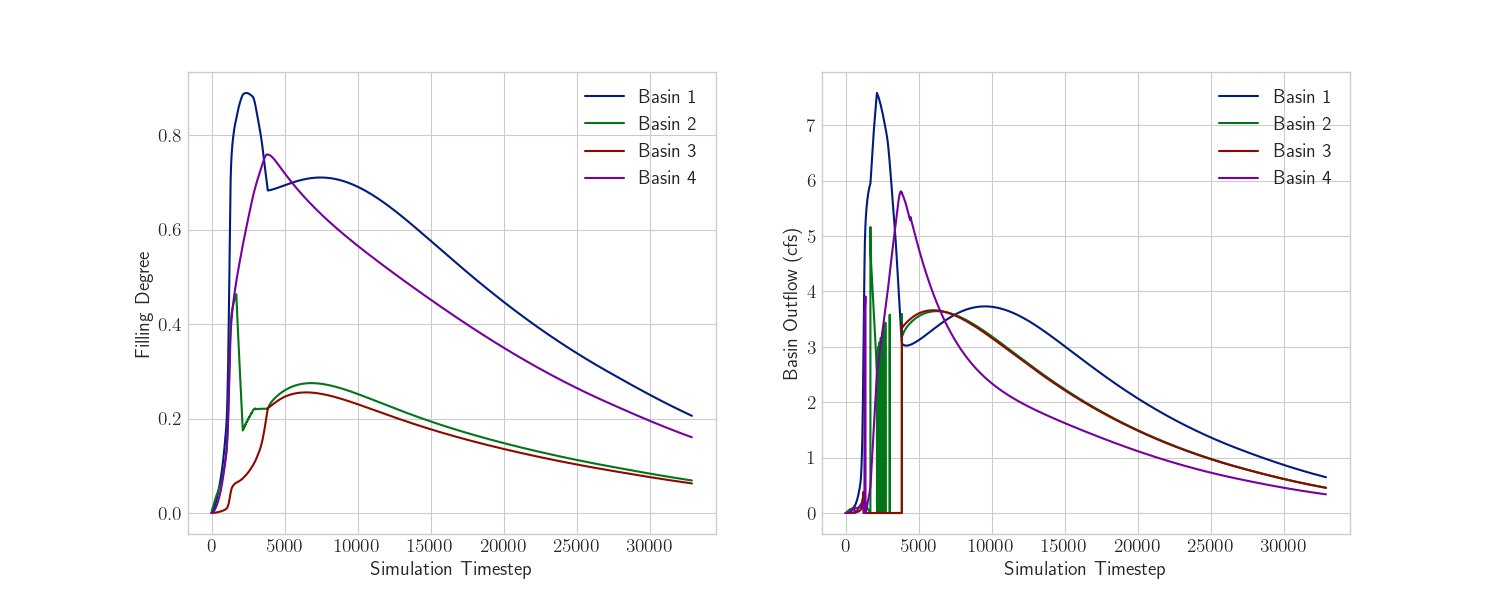 Filling Degree
0.8
0.6
0.4
0.2
0.0
0 5000 10000 15000 20000 25000 30000
Simulation Timestep
Basin 1
Basin 2
Basin 3
Basin 4
Basin Outflow (cfs)
7
6
5
4
3
2
1
0
0 5000 10000 15000 20000 25000 30000
Simulation Timestep
Basin 1
Basin 2
Basin 3
Basin 4